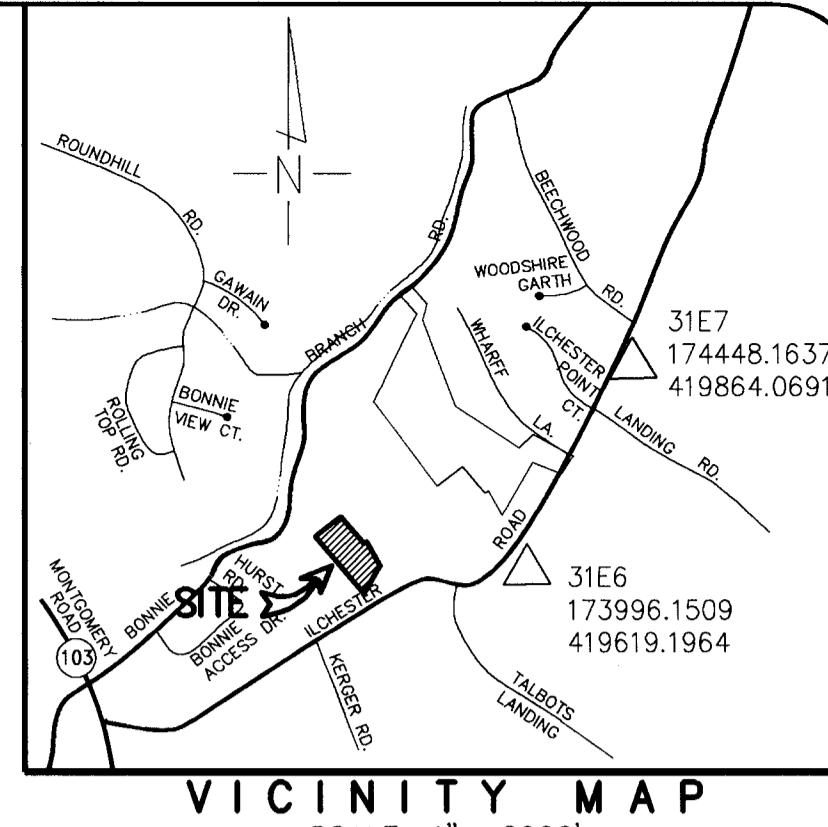 N
ROUNDHILL
RD.
GAWAIN
DR.
BRANCH
RD.
BEECHWOOD
RD.
WOODSHIRE
GARTH
ILCHESTER
POINT
CT.
WHARFF
LA.
LANDING
RD.
31E7
174448.1637
419864.0691
BONNIE
VIEW CT.
ROLLING
TOP RD.
ROAD
31E6
173996.1509
419619.1964
MONTGOMERY
ROAD
103
BONNIE
HURST
RD.
SITE
BONNIE
ACCESS DR.
ILCHESTER
KERGER RD.
TALBOTS
LANDING
VICINITY MAP